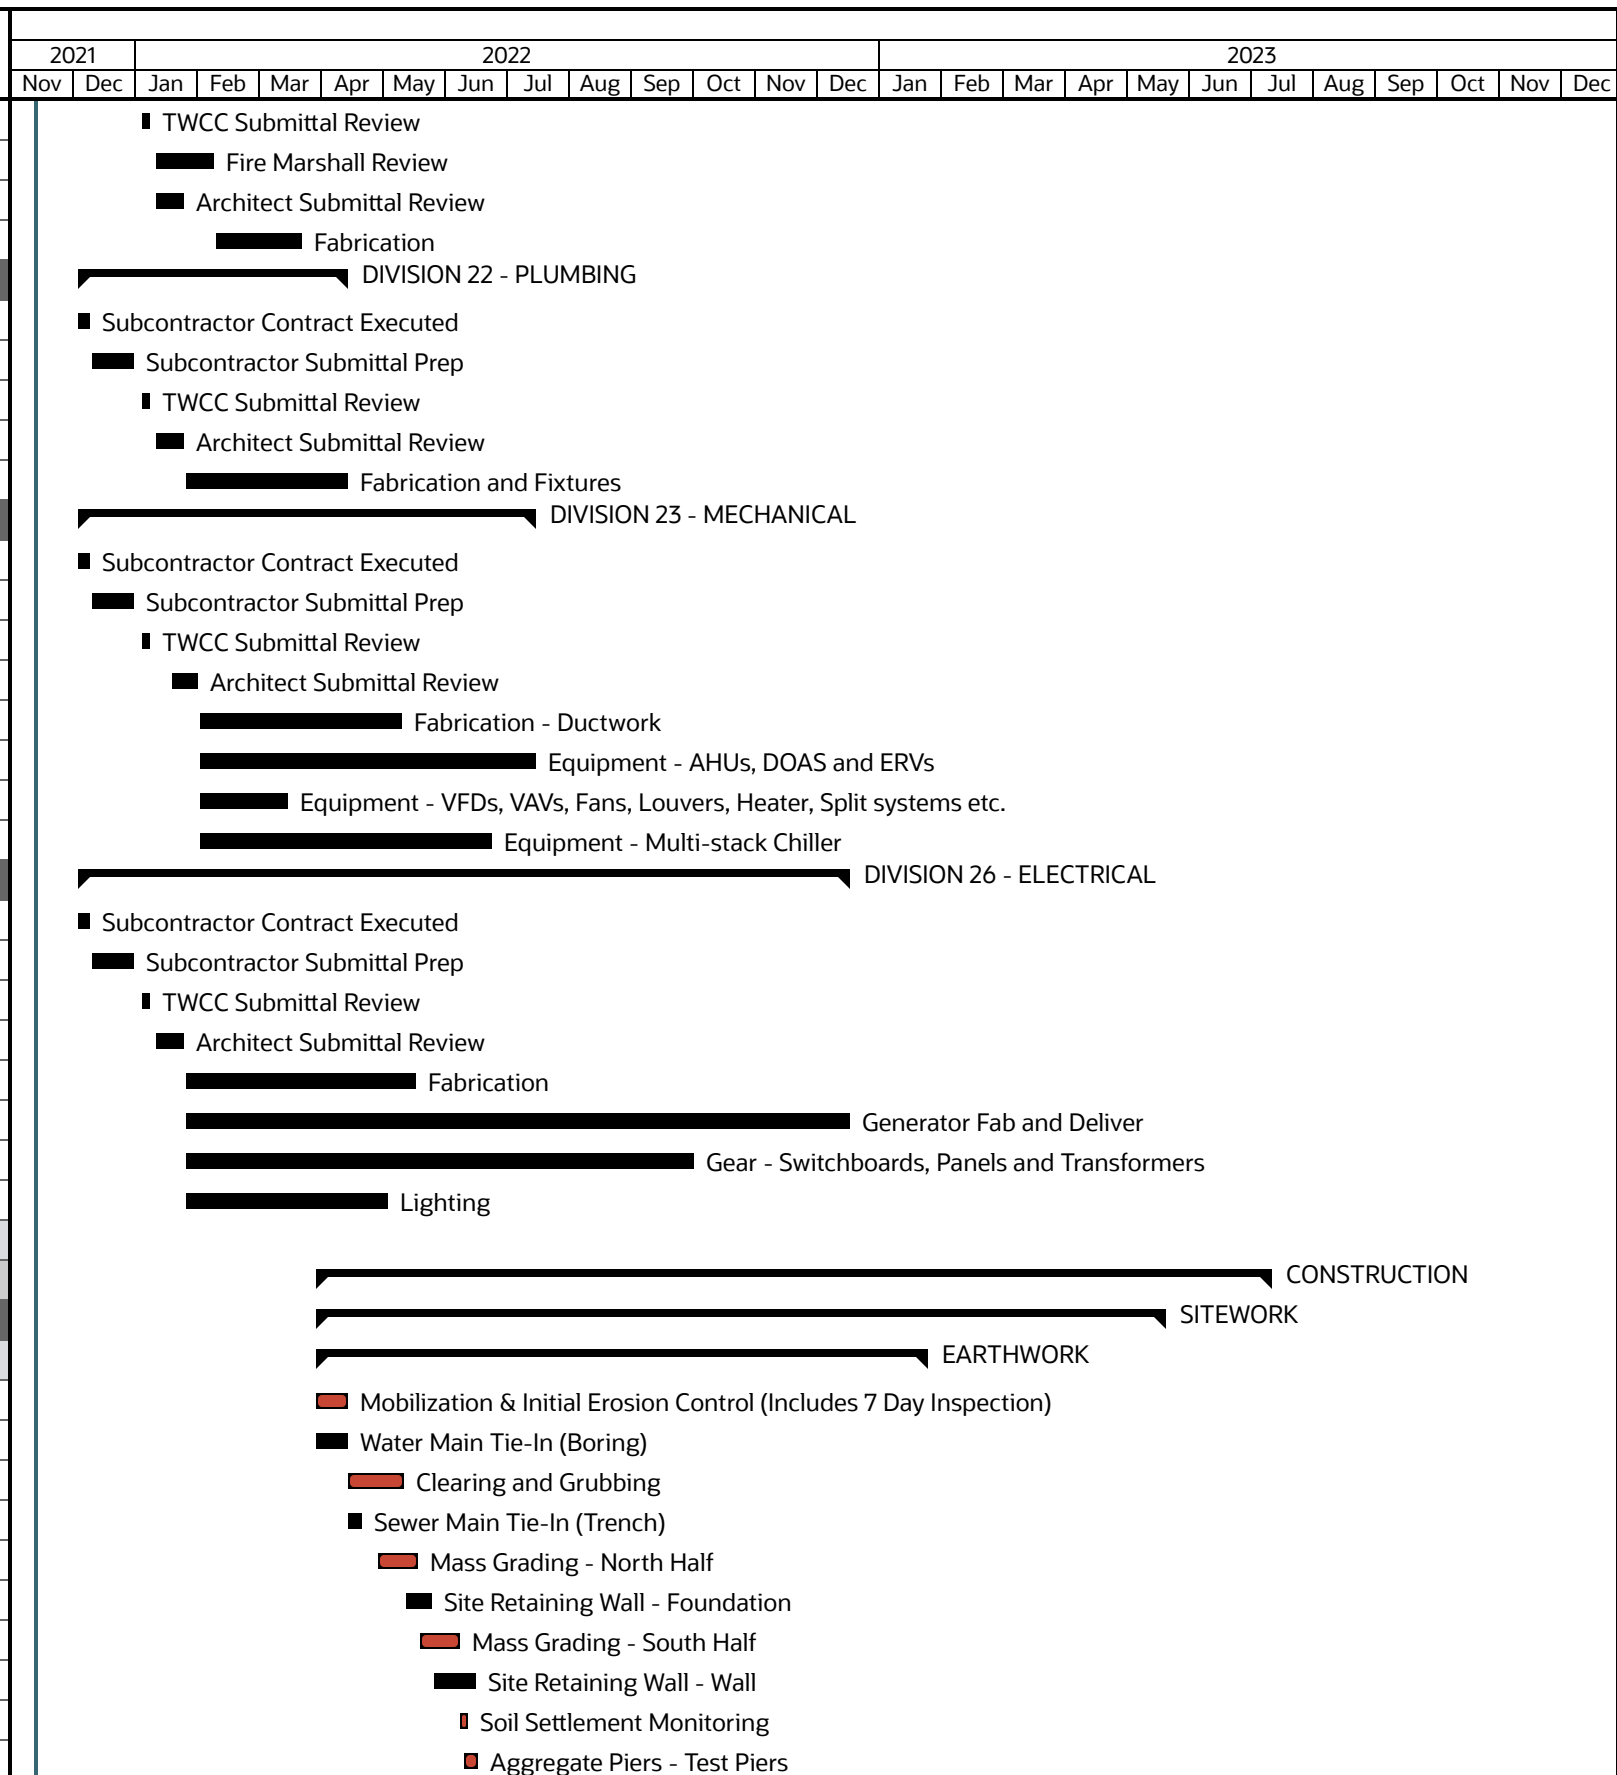 2021 2022 2023
Nov Dec Jan Feb Mar Apr May Jun Jul Aug Sep Oct Nov Dec Jan Feb Mar Apr May Jun Jul Aug Sep Oct Nov Dec
TWCC Submittal Review
Fire Marshall Review
Architect Submittal Review
Fabrication
DIVISION 22 - PLUMBING
Subcontractor Contract Executed
Subcontractor Submittal Prep
TWCC Submittal Review
Architect Submittal Review
Fabrication and Fixtures
DIVISION 23 - MECHANICAL
Subcontractor Contract Executed
Subcontractor Submittal Prep
TWCC Submittal Review
Architect Submittal Review
Fabrication - Ductwork
Equipment - AHUs, DOAS and ERVs
Equipment - VFDs, VAVs, Fans, Louvers, Heater, Split systems etc.
Equipment - Multi-stack Chiller
DIVISION 26 - ELECTRICAL
Subcontractor Contract Executed
Subcontractor Submittal Prep
TWCC Submittal Review
Architect Submittal Review
Fabrication
Generator Fab and Deliver
Gear - Switchboards, Panels and Transformers
Lighting
CONSTRUCTION
SITEWORK
EARTHWORK
Mobilization & Initial Erosion Control (Includes 7 Day Inspection)
Water Main Tie-In (Boring)
Clearing and Grubbing
Sewer Main Tie-In (Trench)
Mass Grading - North Half
Site Retaining Wall - Foundation
Mass Grading - South Half
Site Retaining Wall - Wall
Soil Settlement Monitoring
Aggregate Piers - Test Piers